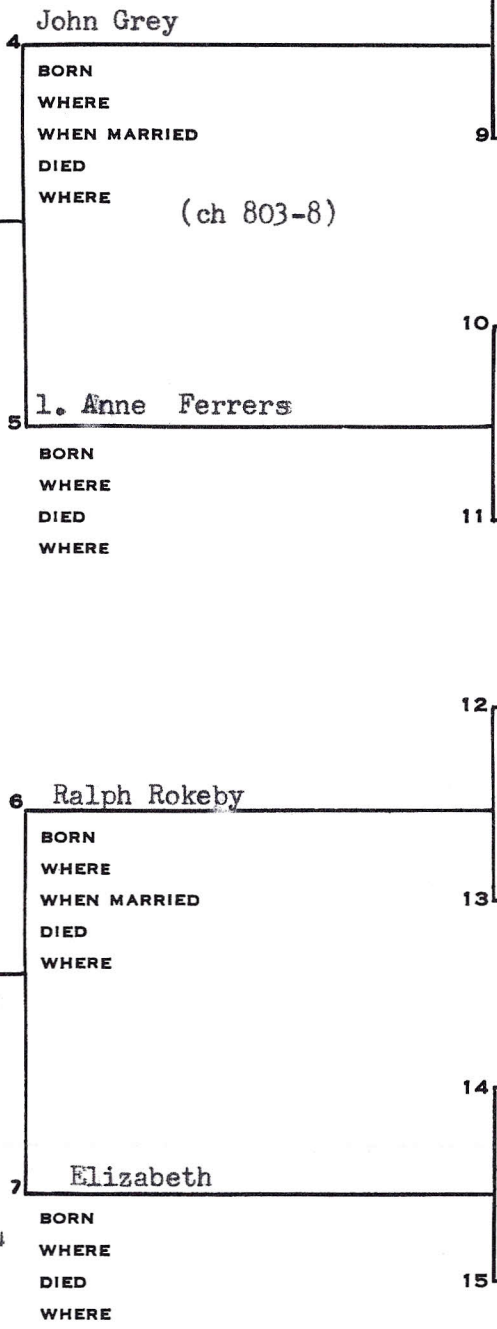 John Grey
4
BORN
WHERE
WHEN MARRIED
9
DIED
WHERE
(ch 803-8)
10
1. Anne Ferrers
5
BORN
WHERE
DIED
11
WHERE
12
6 Ralph Rokeby
BORN
WHERE
WHEN MARRIED
13
DIED
WHERE
14
Elizabeth
7
BORN
WHERE
DIED
15
WHERE